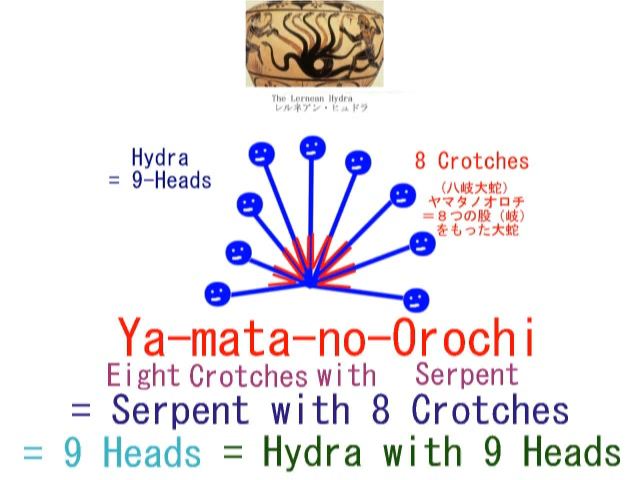 The Lernean Hydra
レルネアン・ヒュドラ
Hydra
= 9-Heads
8 Crotches
(八岐大蛇)
ヤマタノオロチ
=8つの股(岐)
をもった大蛇
Ya-mata-no-Orochi
Eight Crotches with Serpent
= Serpent with 8 Crotches
= 9 Heads = Hydra with 9 Heads